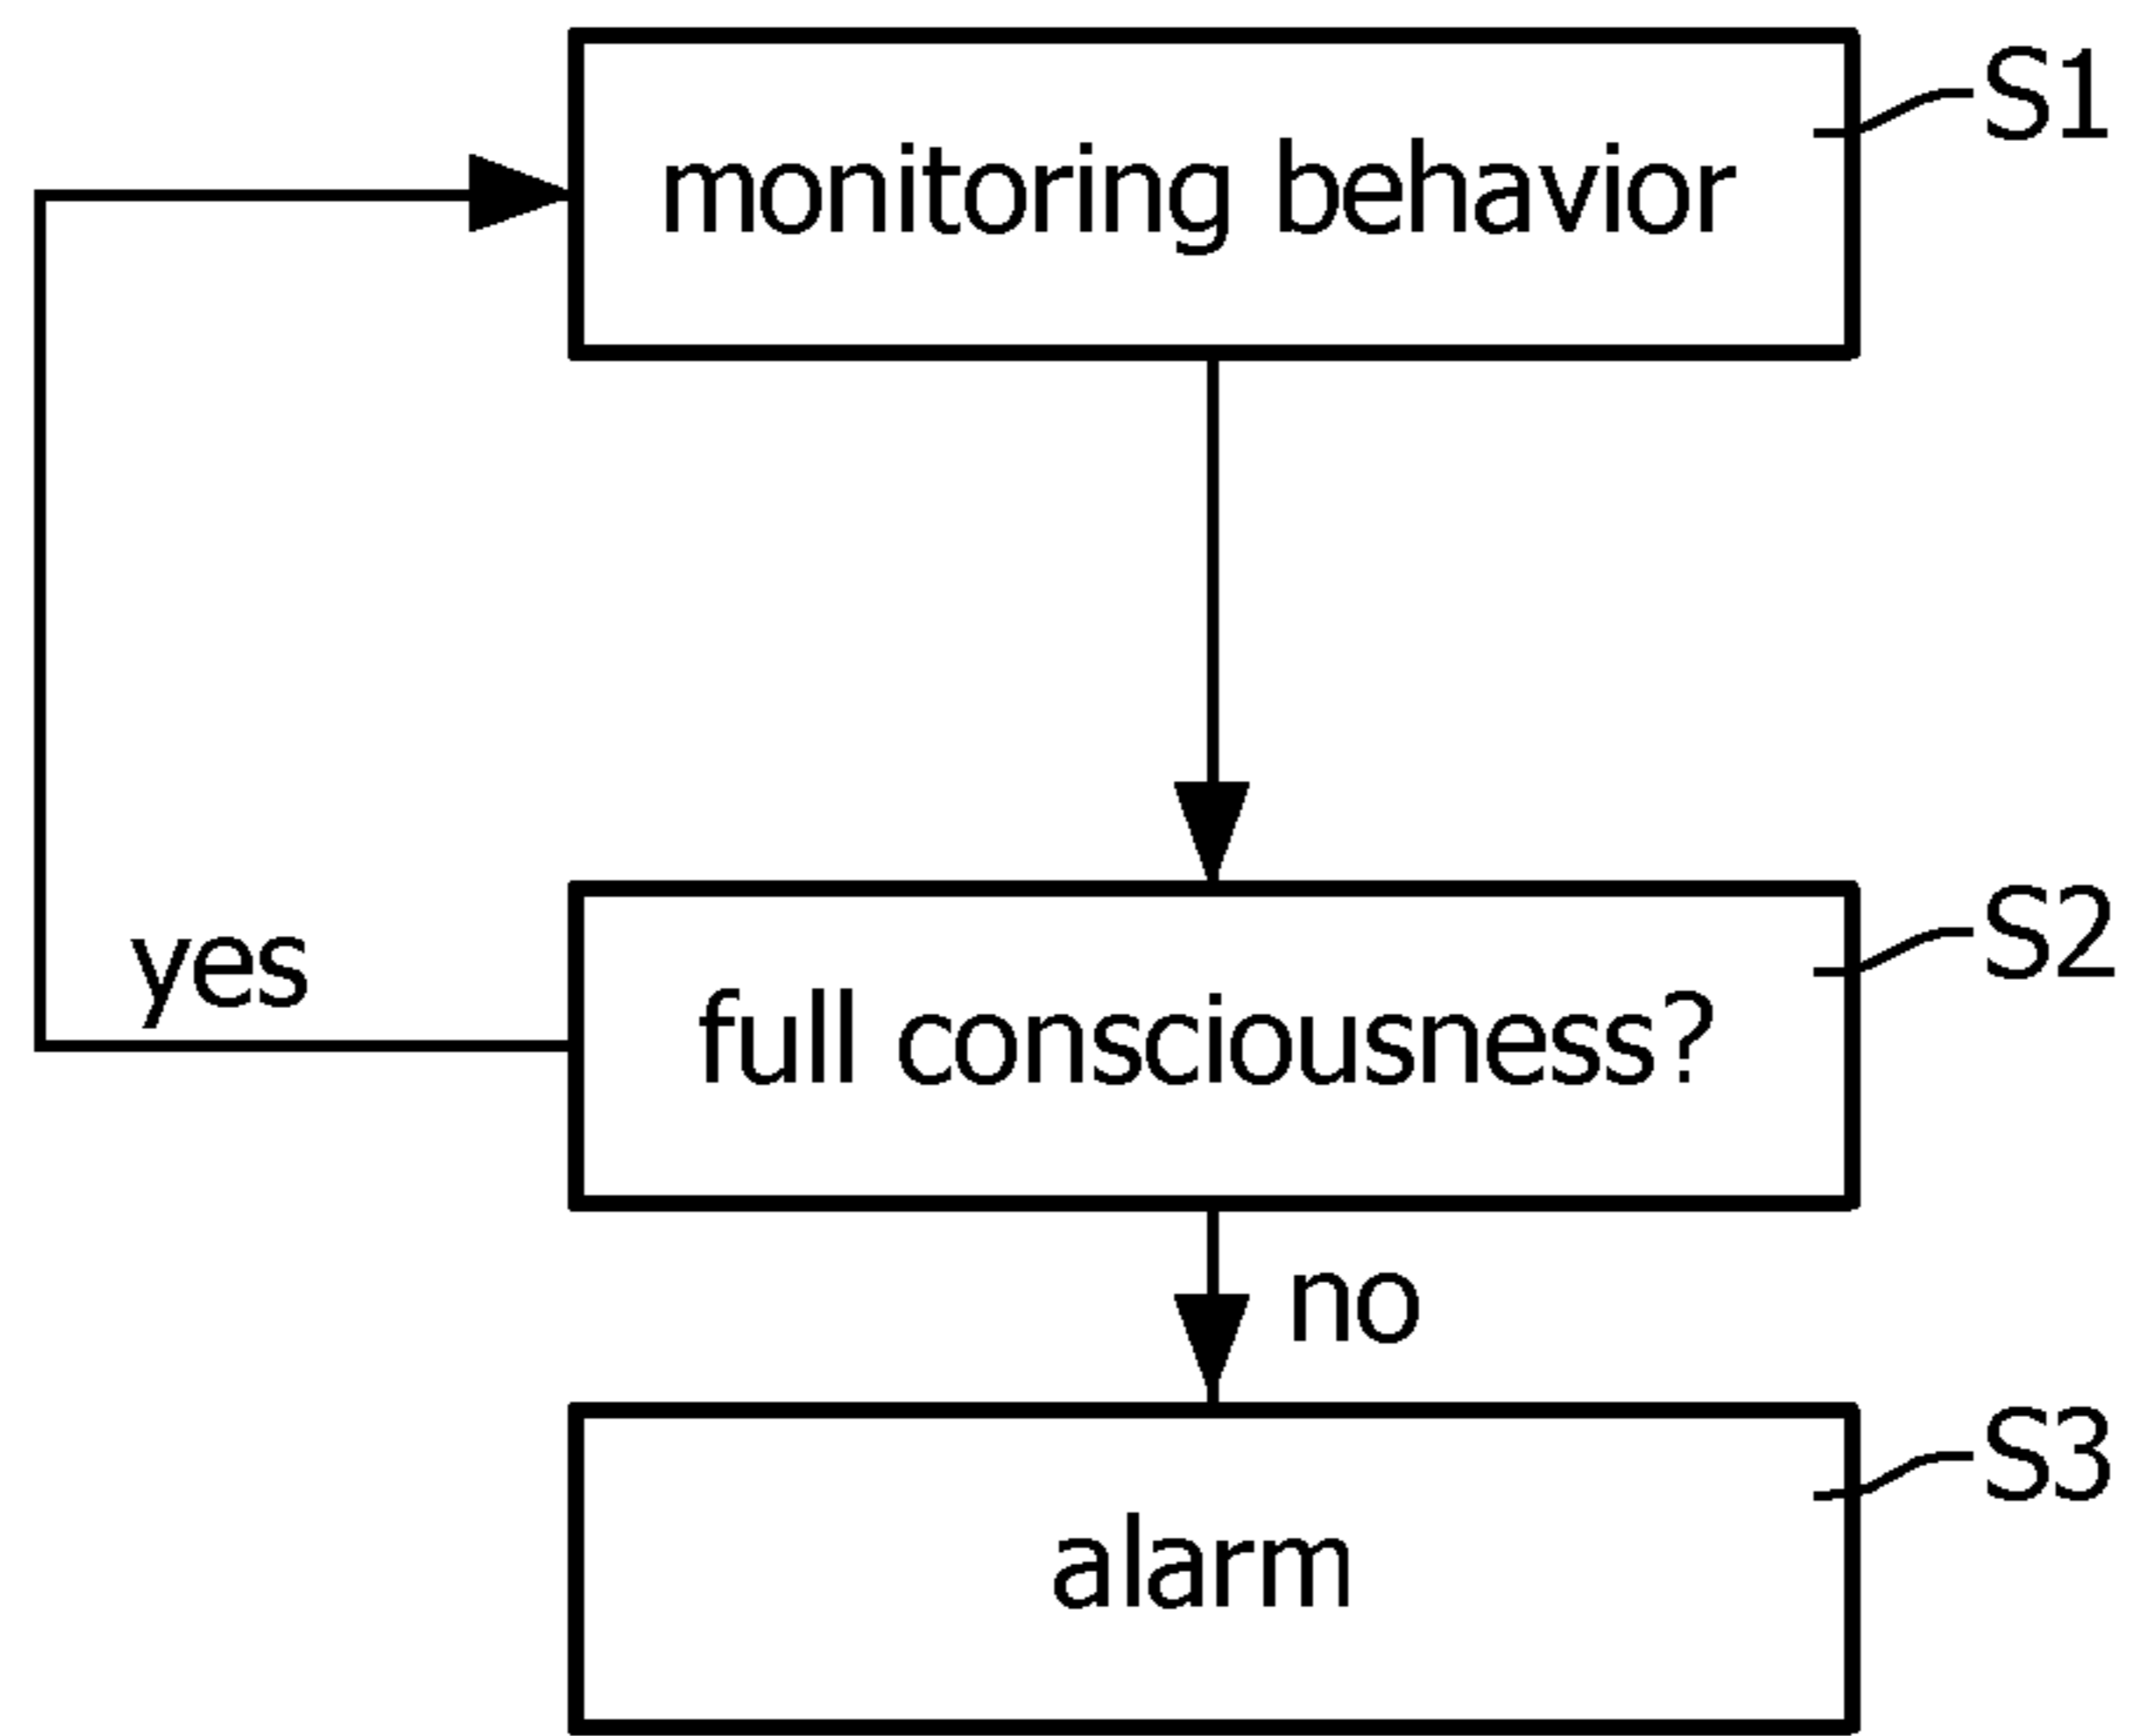 monitoring behavior
S1
yes
full consciousness?
S2
no
alarm
S3